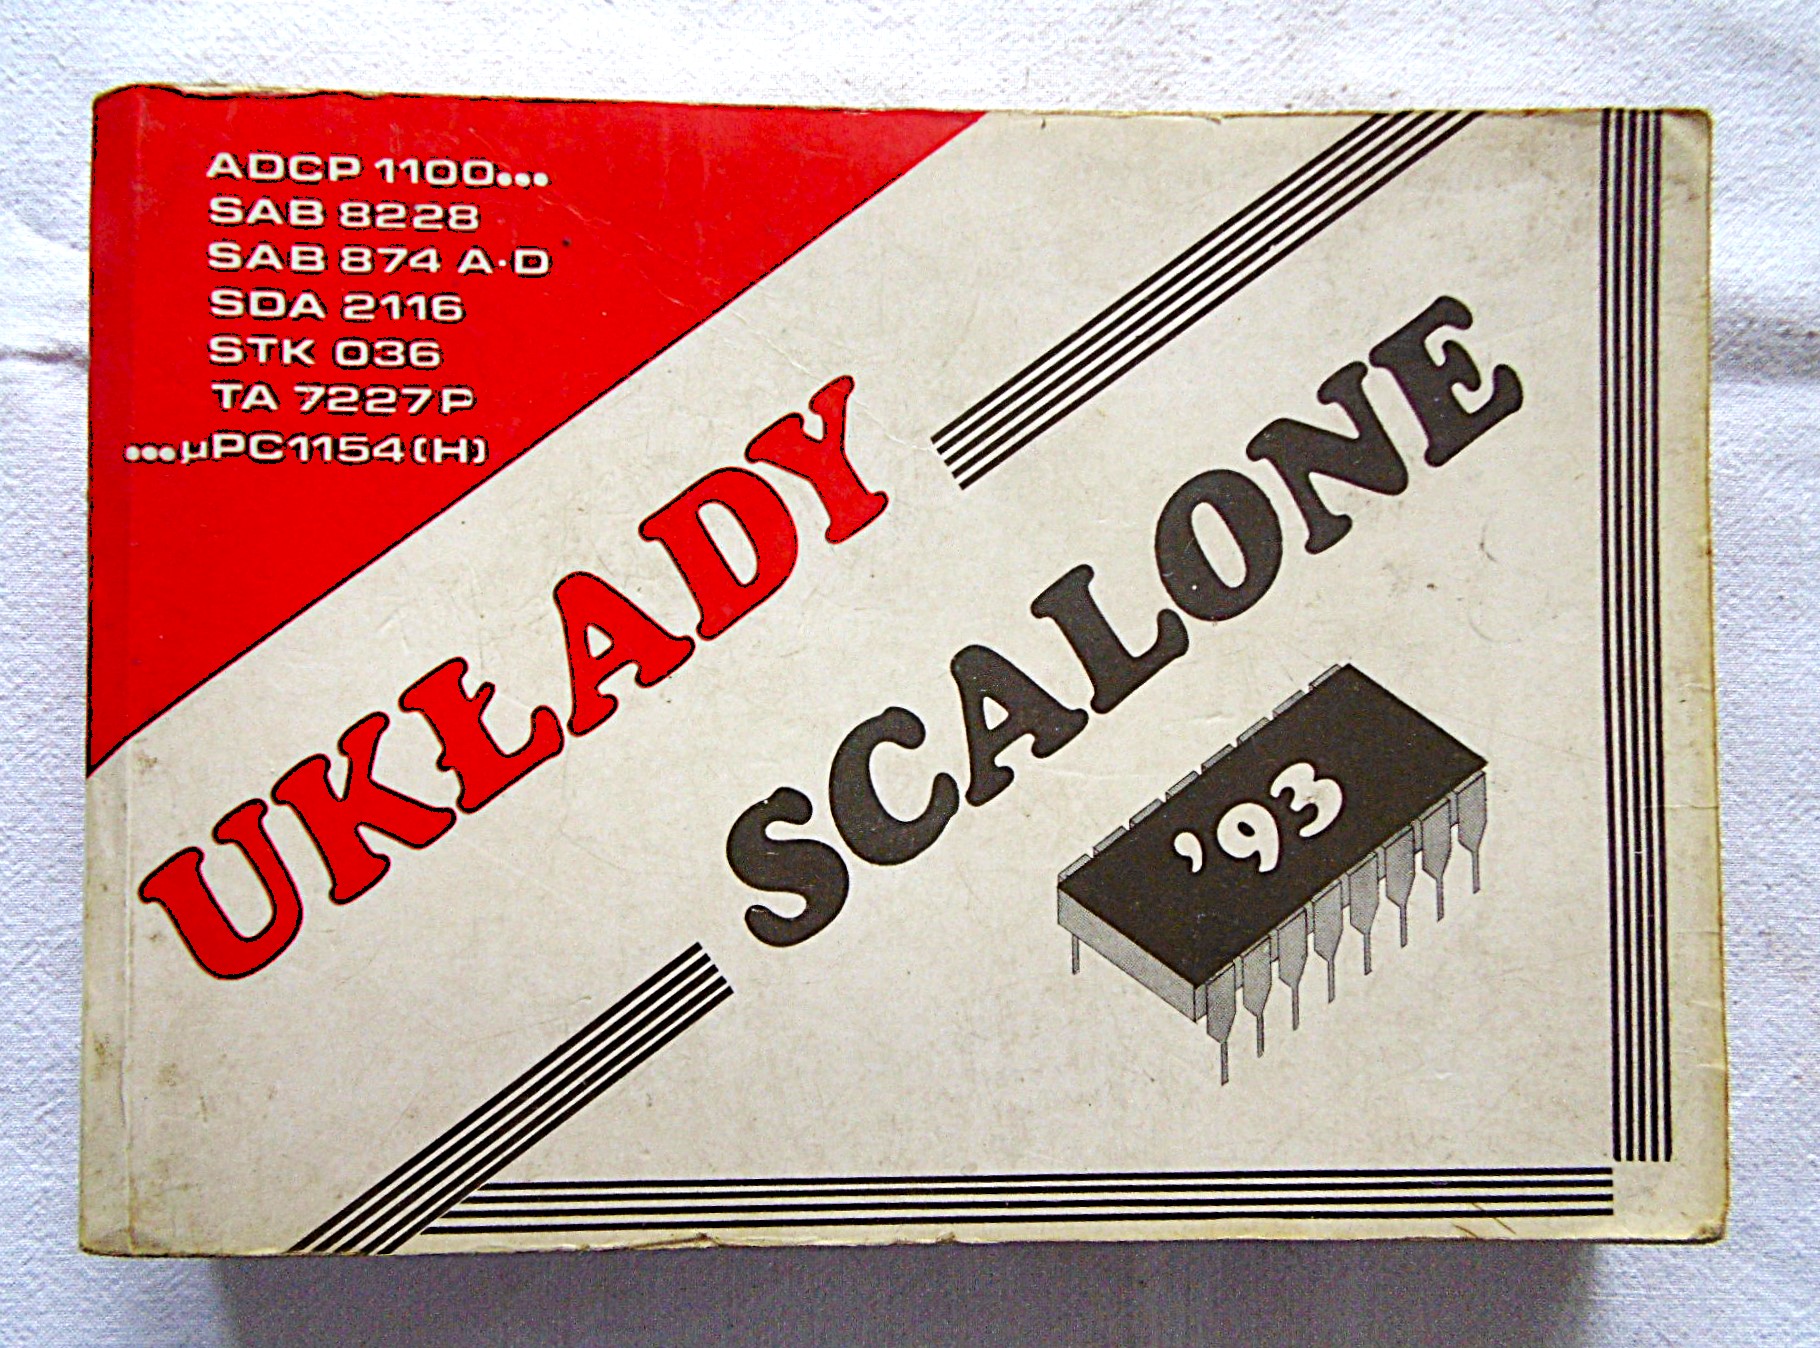 ADCP 1100...
SAB 8228
SAB 874 A·D
SDA 2116
STK 036
TA 7227P
...µPC1154(H)
UKŁADY
SCALONE
'93